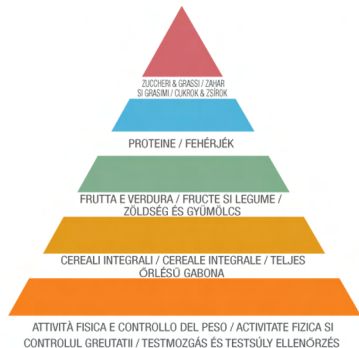 ZUCCHERI & GRASSI / ZAHAR
SI GRASIMI / CUKROK & ZSÍROK
PROTEINE / FEHÉRJÉK
FRUTTA E VERDURA / FRUCTE SI LEGUME /
ZÖLDSÉG ÉS GYÜMÖLCS
CEREALI INTEGRALI / CEREALE INTEGRALE / TELJES
ŐRLÉSŰ GABONA
ATTIVITÀ FISICA E CONTROLLO DEL PESO / ACTIVITATE FIZICA SI
CONTROLUL GREUTATII / TESTMOZGÁS ÉS TESTSÚLY ELLENŐRZÉS